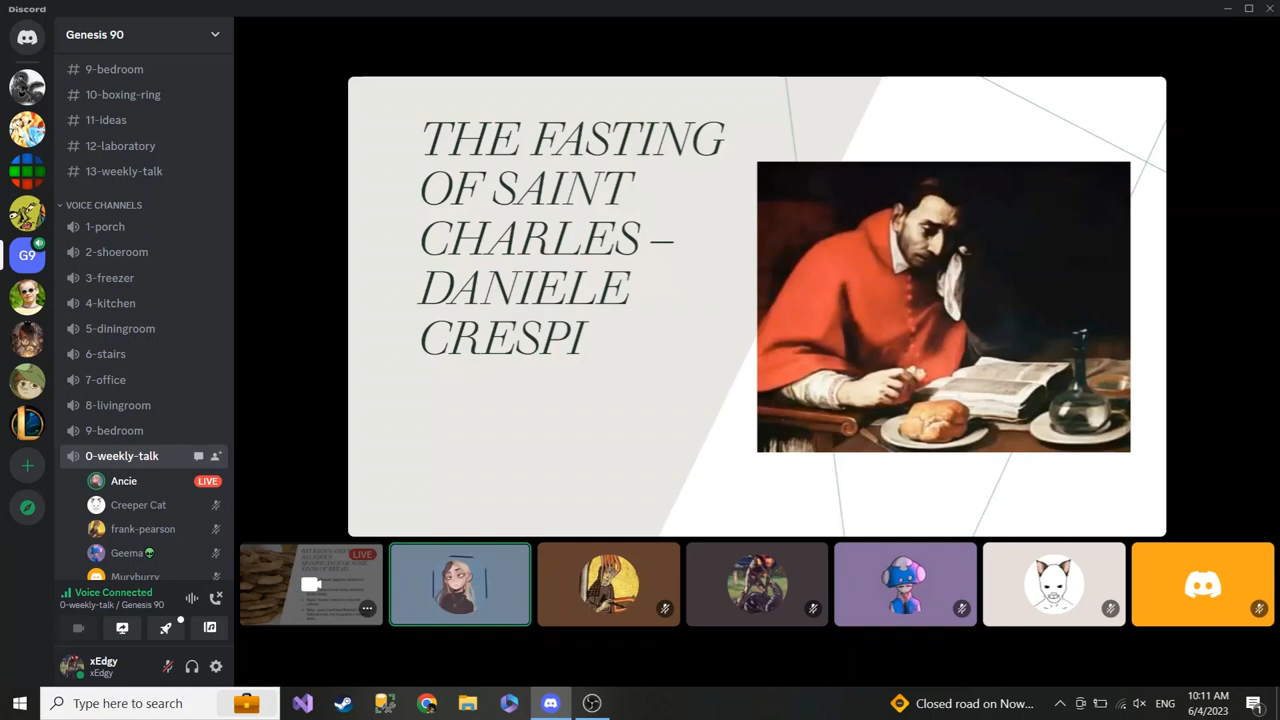 Discord
Genesis 90
9-bedroom
10-boxing-ring
11-ideas
12-laboratory
13-weekly-talk
VOICE CHANNELS
1-porch
2-shoeroom
3-freezer
4-kitchen
5-diningroom
6-stairs
7-office
8-livingroom
9-bedroom
0-weekly-talk
Ancie LIVE
Creeper Cat
frank-pearson
Geema
Muryburry
G9
Voice Connected
0-weekly-talk / Genesis 90
xEdgy
xEdgy
THE FASTING
OF SAINT
CHARLES –
DANIELE
CRESPI
LIVE
Type here to search
Closed road on Now...
ENG
10:11 AM
6/4/2023
1